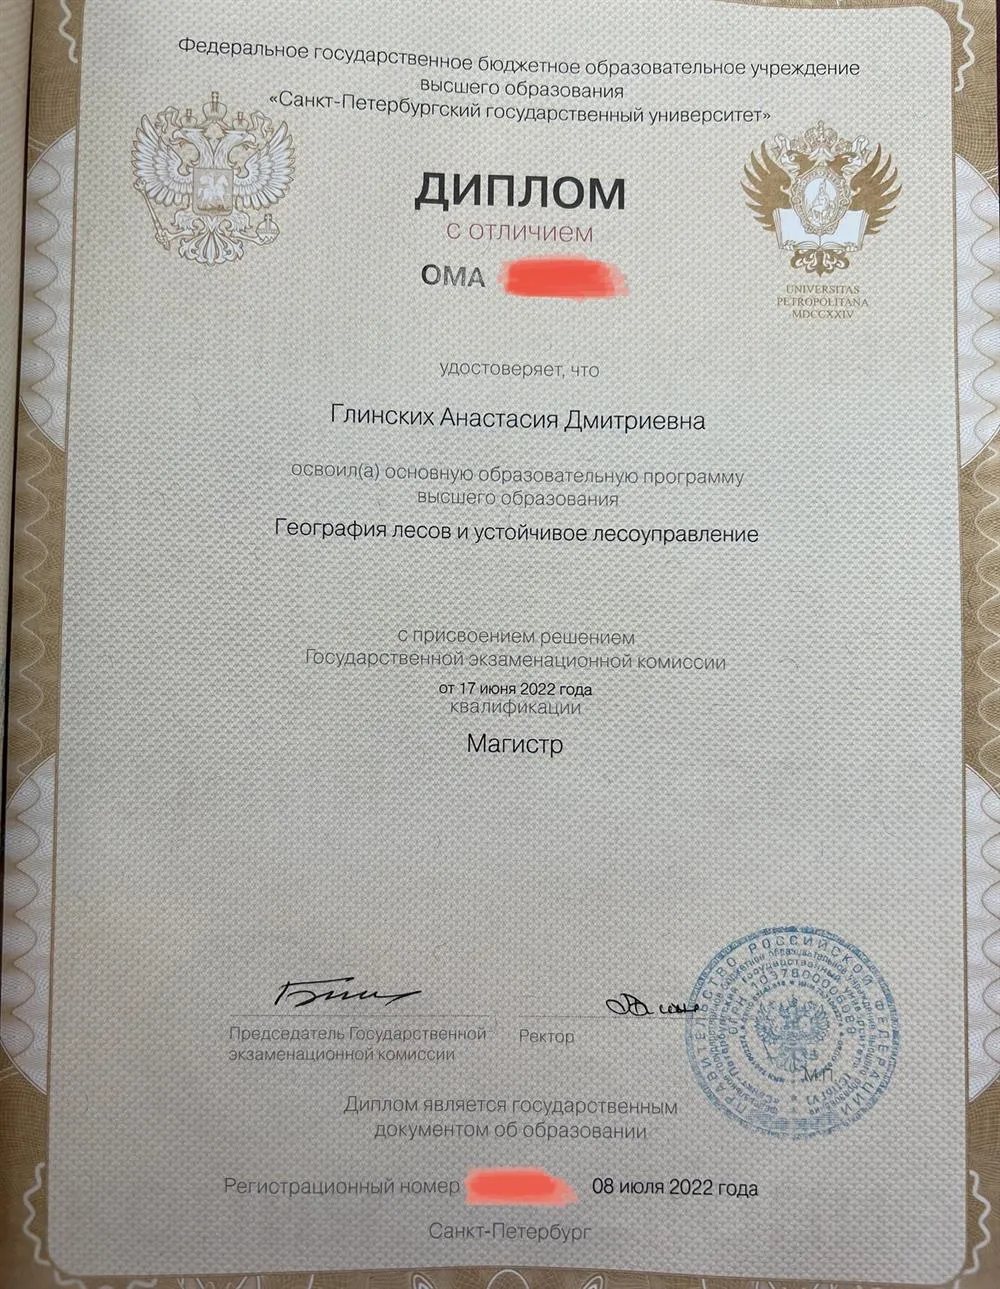 Федеральное государственное бюджетное образовательное учреждение
высшего образования
«Санкт-Петербургский государственный университет»
ДИПЛОМ
С ОТЛИЧИЕМ
ОМА
UNIVERSITAS
PETROPOLITANA
MDCCXXIV
удостоверяет, что
Глинских Анастасия Дмитриевна
освоил(а) основную образовательную программу
высшего образования
География лесов и устойчивое лесоуправление
с присвоением решением
Государственной экзаменационной комиссии
от 17 июня 2022 года
квалификации
Магистр
Председатель Государственной
экзаменационной комиссии
Ректор
ПРАВИТЕЛЬСТВО РОССИЙСКОЙ ФЕДЕРАЦИИ
М.П.
Диплом является государственным
документом об образовании
Регистрационный номер
08 июля 2022 года
Санкт-Петербург